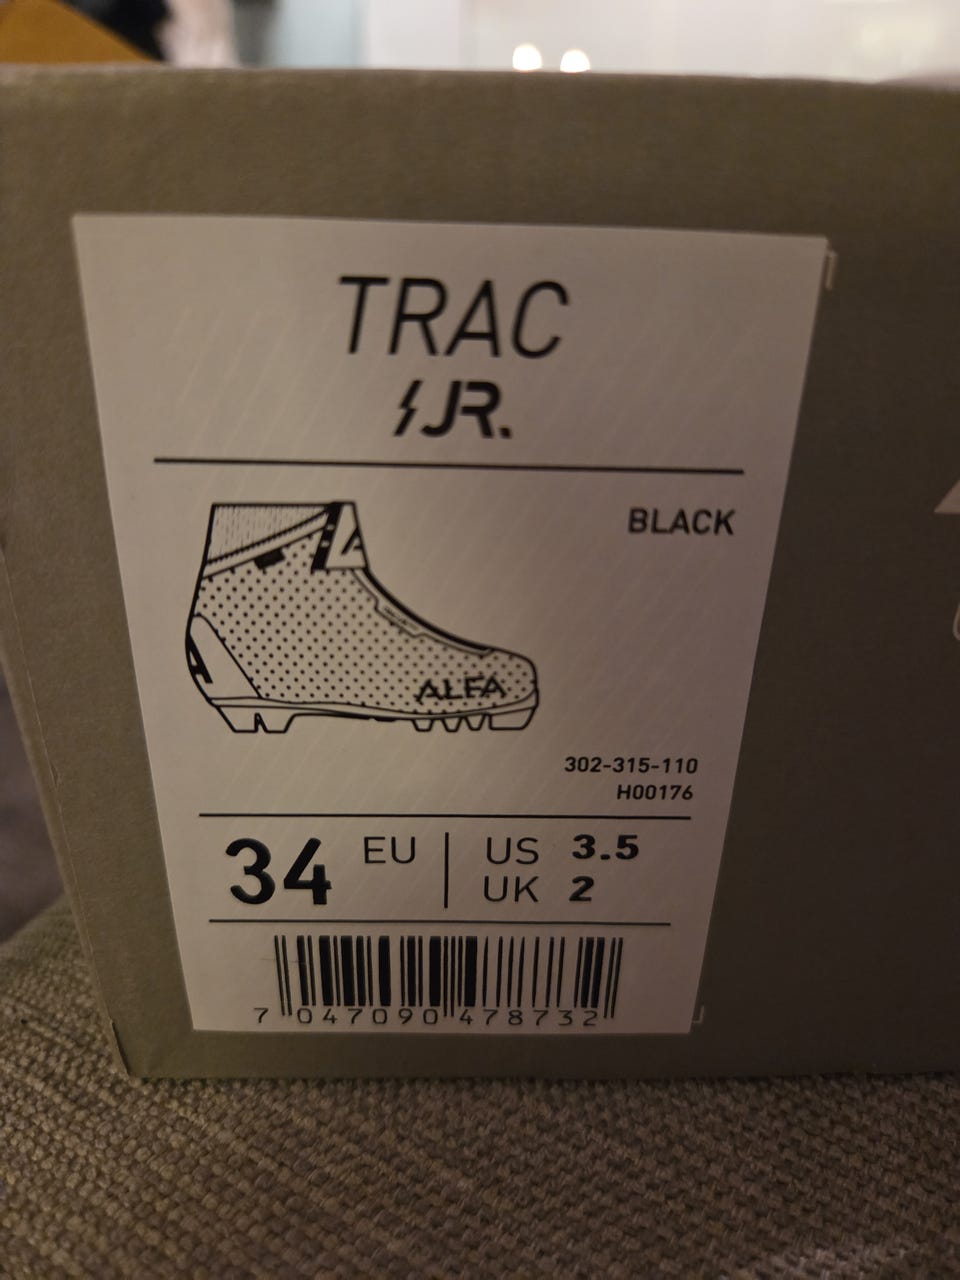 TRAC
JR.
BLACK
ALFA
302-315-110
H00176
34 EU
US 3.5
UK 2
7 047090 478732